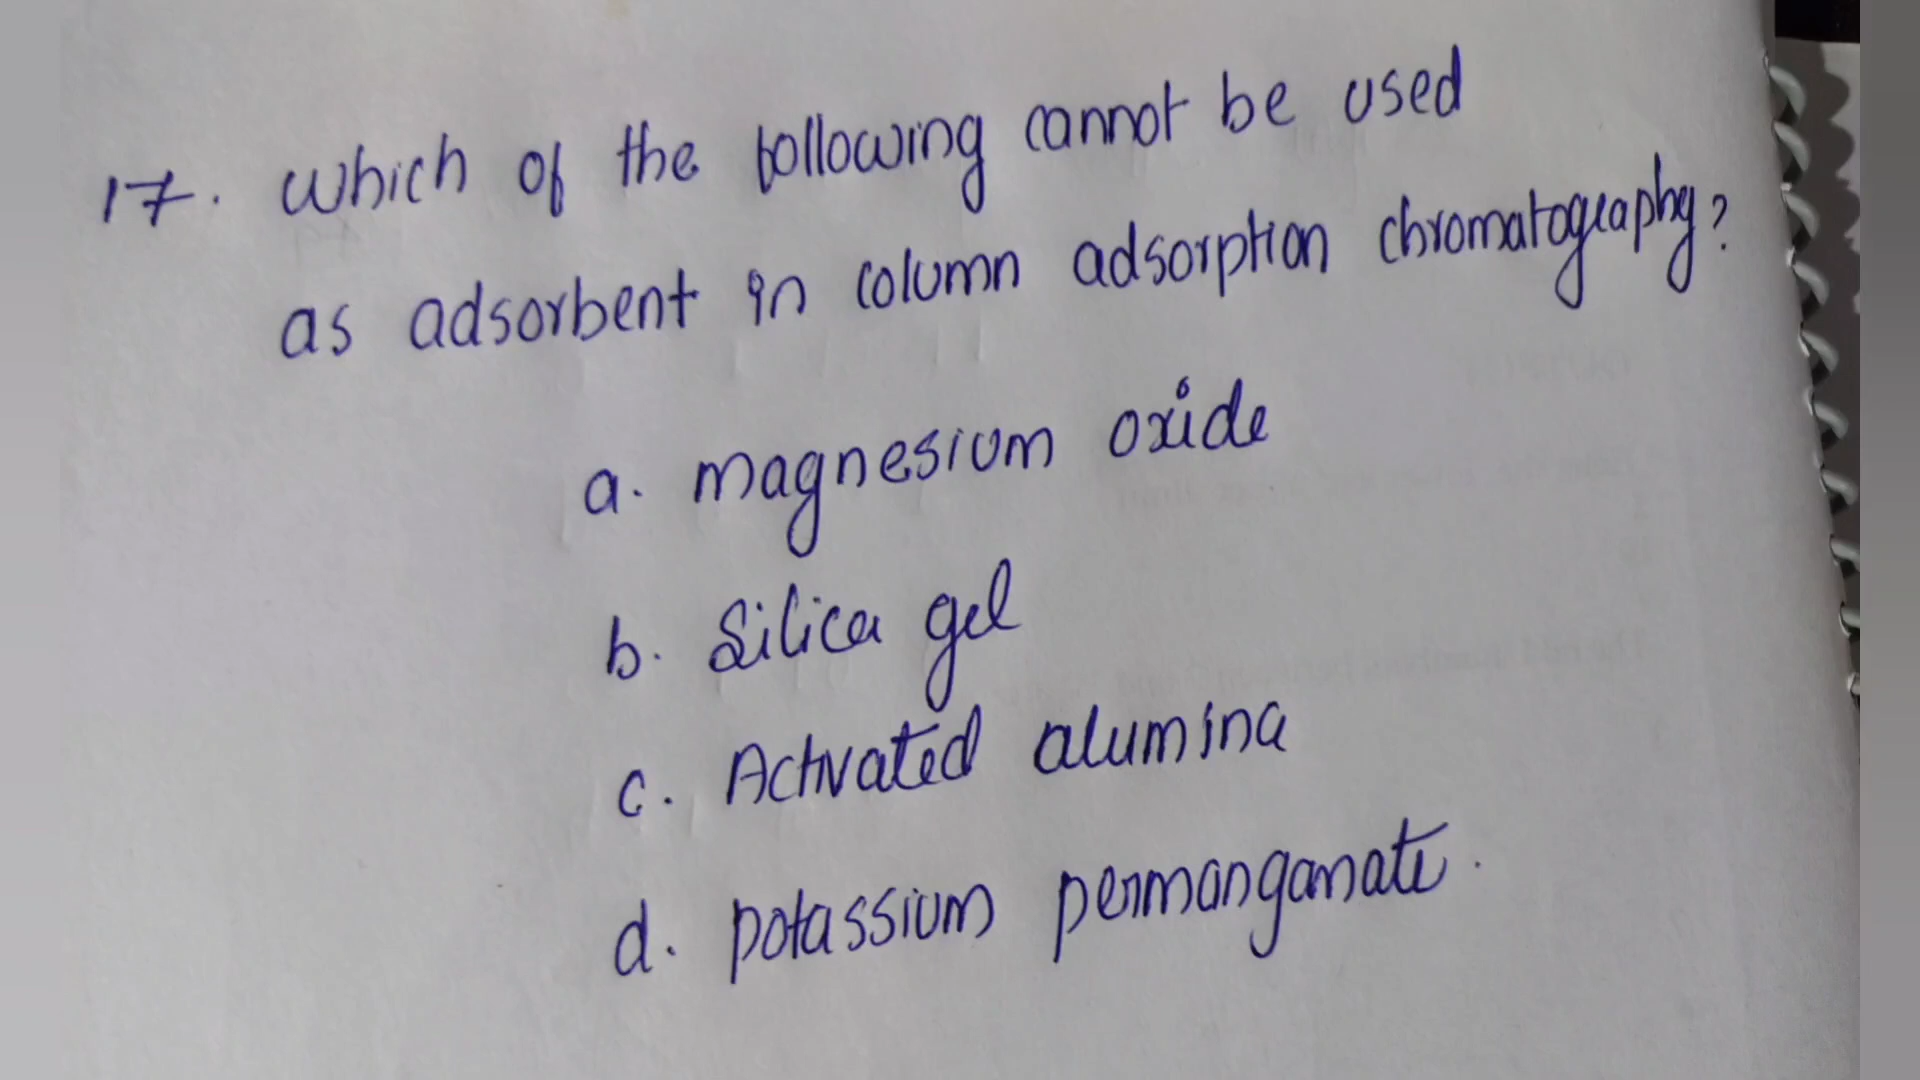 17. Which of the following cannot be used
as adsorbent in column adsorption chromatography?
a. magnesium oxide
b. Silica gel
c. Activated alumina
d. potassium permanganate.